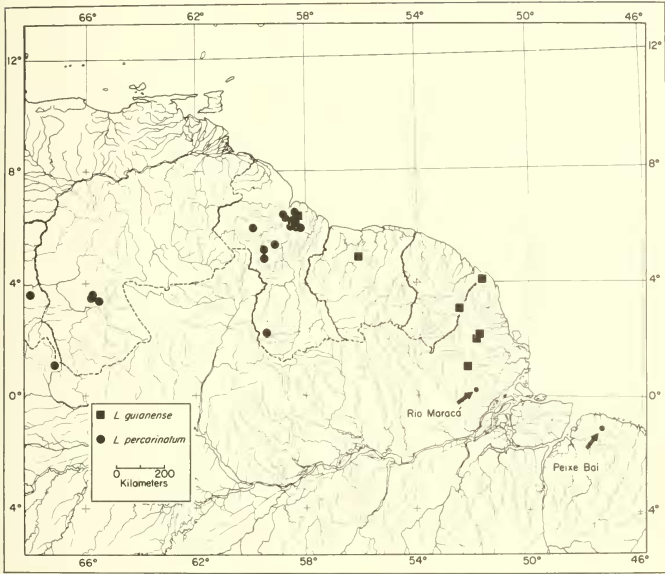 66° 62° 58° 54° 50° 46°
12° 12°
8° 8°
4° 4°
0° 0°
4° 4°
L. guianense
L. percarinatum
0 200
Kilometers
Rio Maracá
Peixe Boi
66° 62° 58° 54° 50° 46°